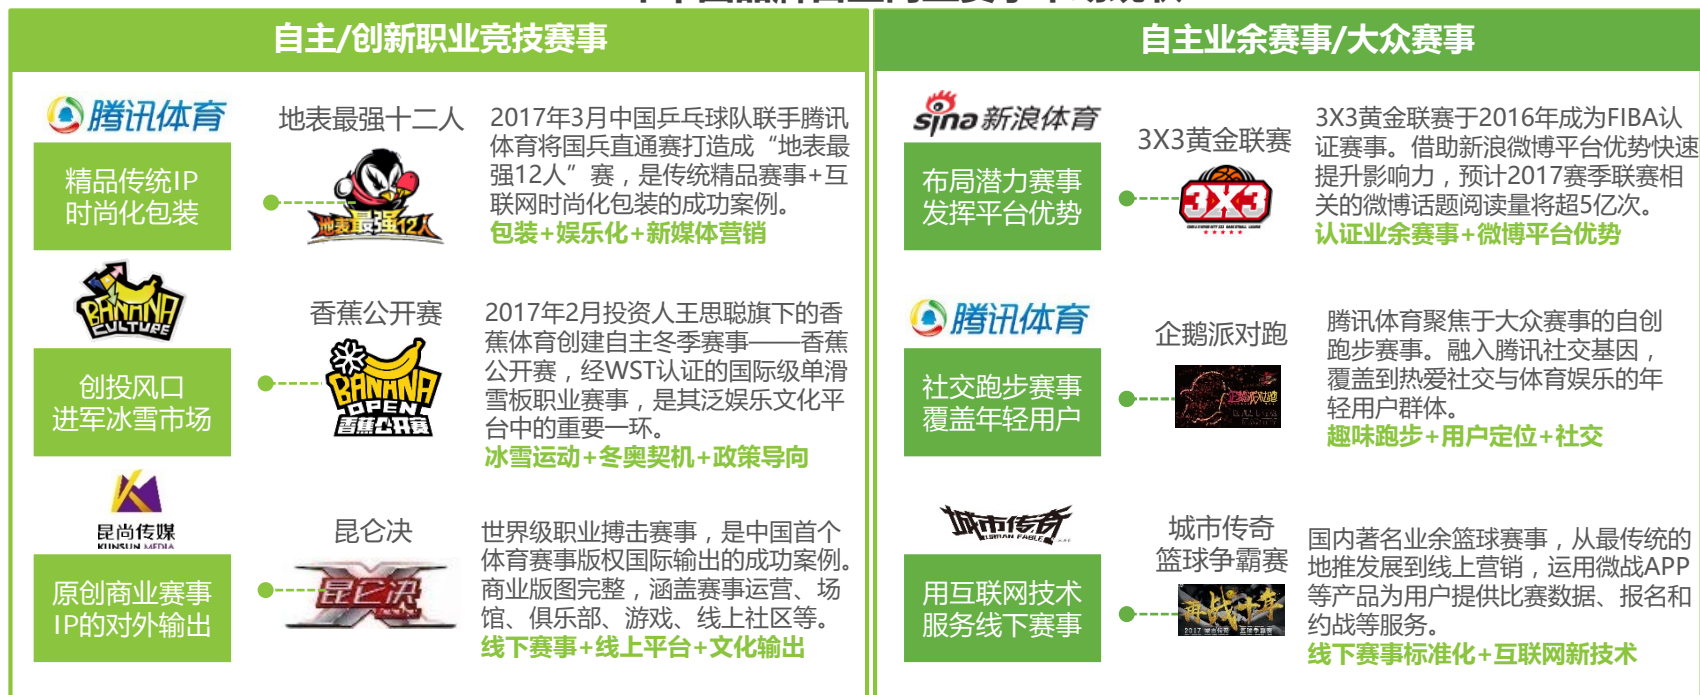 自主/创新职业竞技赛事
腾讯体育
精品传统IP
时尚化包装
地表最强十二人
地表最强12人
2017年3月中国乒乓球队联手腾讯
体育将国兵直通赛打造成“地表最
强12人”赛，是传统精品赛事+互
联网时尚化包装的成功案例。
包装+娱乐化+新媒体营销
BANANA
CULTURE
创投风口
进军冰雪市场
香蕉公开赛
BANANA
OPEN
香蕉公开赛
2017年2月投资人王思聪旗下的香
蕉体育创建自主冬季赛事——香蕉
公开赛，经WST认证的国际级单滑
雪板职业赛事，是其泛娱乐文化平
台中的重要一环。
冰雪运动+冬奥契机+政策导向
昆尚传媒
KUNSUN MEDIA
原创商业赛事
IP的对外输出
昆仑决
昆仑决
世界级职业搏击赛事，是中国首个
体育赛事版权国际输出的成功案例。
商业版图完整，涵盖赛事运营、场
馆、俱乐部、游戏、线上社区等。
线下赛事+线上平台+文化输出
自主业余赛事/大众赛事
sina新浪体育
布局潜力赛事
发挥平台优势
3X3黄金联赛
3X3
3X3黄金联赛于2016年成为FIBA认
证赛事。借助新浪微博平台优势快速
提升影响力，预计2017赛季联赛相
关的微博话题阅读量将超5亿次。
认证业余赛事+微博平台优势
腾讯体育
社交跑步赛事
覆盖年轻用户
企鹅派对跑
企鹅派对跑
腾讯体育聚焦于大众赛事的自创
跑步赛事。融入腾讯社交基因，
覆盖到热爱社交与体育娱乐的年
轻用户群体。
趣味跑步+用户定位+社交
城市传奇
URBAN FABLE
用互联网技术
服务线下赛事
城市传奇
篮球争霸赛
再战十年
2017 城市传奇 篮球争霸赛
国内著名业余篮球赛事，从最传统的
地推发展到线上营销，运用微战APP
等产品为用户提供比赛数据、报名和
约战等服务。
线下赛事标准化+互联网新技术